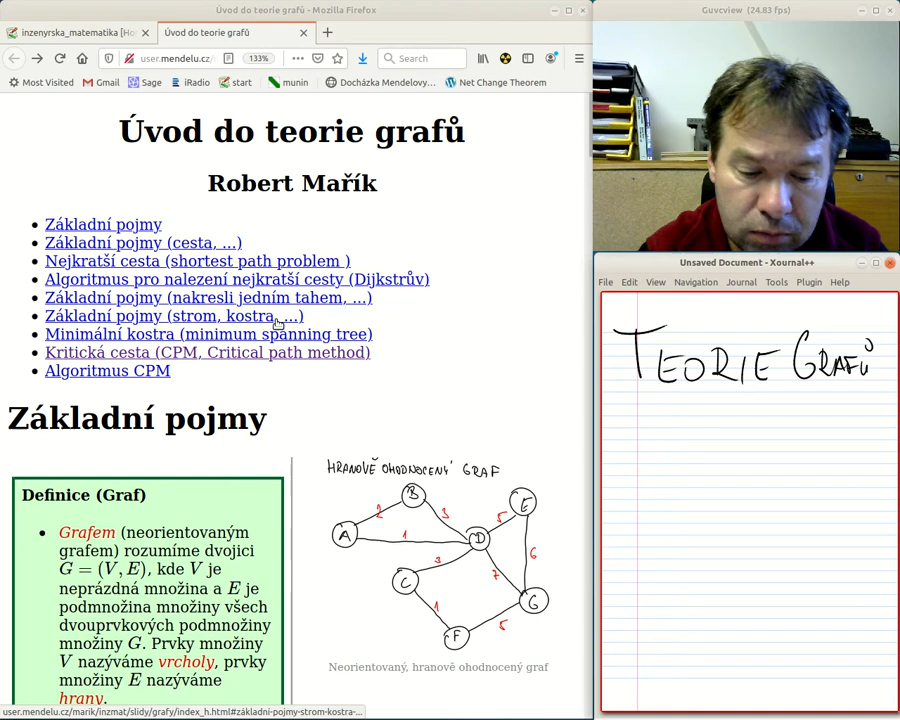 Úvod do teorie grafů - Mozilla Firefox
inzenyrska_matematika [Ho
Úvod do teorie grafů
user.mendelu.cz/
133%
Search
Most Visited
Gmail
Sage
iRadio
start
munin
Docházka Mendelovy...
Net Change Theorem
Úvod do teorie grafů
Robert Mařík
Základní pojmy
Základní pojmy (cesta, ...)
Nejkratší cesta (shortest path problem )
Algoritmus pro nalezení nejkratší cesty (Dijkstrův)
Základní pojmy (nakresli jedním tahem, ...)
Základní pojmy (strom, kostra, ...)
Minimální kostra (minimum spanning tree)
Kritická cesta (CPM, Critical path method)
Algoritmus CPM
Základní pojmy
Definice (Graf)
Grafem (neorientovaným
grafem) rozumíme dvojici
G = (V, E), kde V je
neprázdná množina a E je
podmnožina množiny všech
dvouprvkových podmnožiny
množiny G. Prvky množiny
V nazýváme vrcholy, prvky
množiny E nazýváme
hrany.
HRANOVĚ OHODNOCENÝ GRAF
B
E
2
3
5
A
1
D
3
6
C
7
1
G
F
5
Neorientovaný, hranově ohodnocený graf
user.mendelu.cz/marik/inzmat/slidy/grafy/index_h.html#základní-pojmy-strom-kostra-...
Guvcview (24.83 fps)
Unsaved Document - Xournal++
File Edit View Navigation Journal Tools Plugin Help
TEORIE GRAFŮ